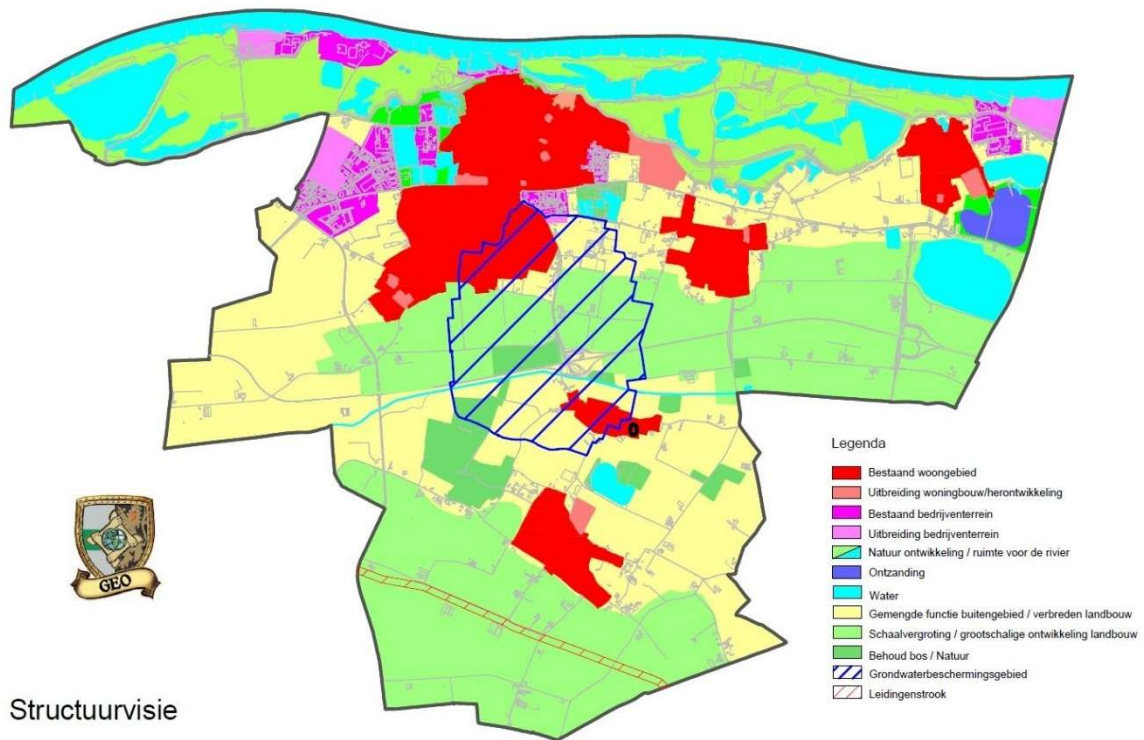 Legenda
Bestaand woongebied
Uitbreiding woningbouw/herontwikkeling
Bestaand bedrijventerrein
Uitbreiding bedrijventerrein
Natuur ontwikkeling / ruimte voor de rivier
Ontzanding
Water
Gemengde functie buitengebied / verbreden landbouw
Schaalvergroting / grootschalige ontwikkeling landbouw
Behoud bos / Natuur
Grondwaterbeschermingsgebied
Leidingenstrook
GEO
Structuurvisie